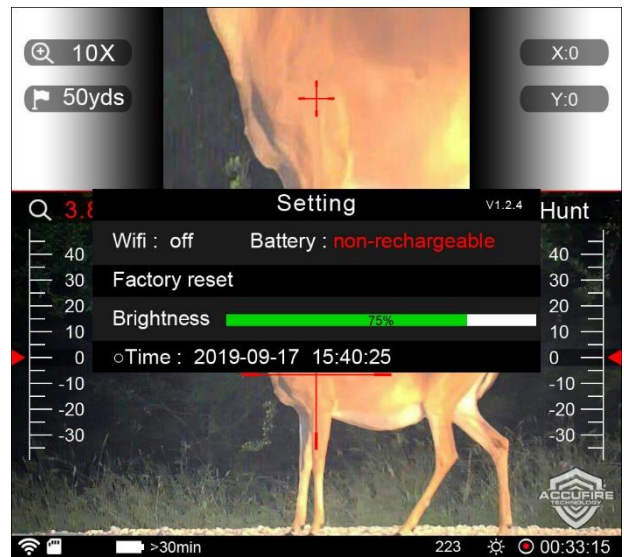 10X
X:0
50yds
Y:0
Setting
V1.2.4
3.8
Hunt
Wifi : off Battery : non-rechargeable
Factory reset
Brightness 75%
○Time : 2019-09-17 15:40:25
40
30
20
10
0
-10
-20
-30
40
30
20
10
0
-10
-20
-30
ACCUFIRE
TECHNOLOGY
>30min
223
00:33:15